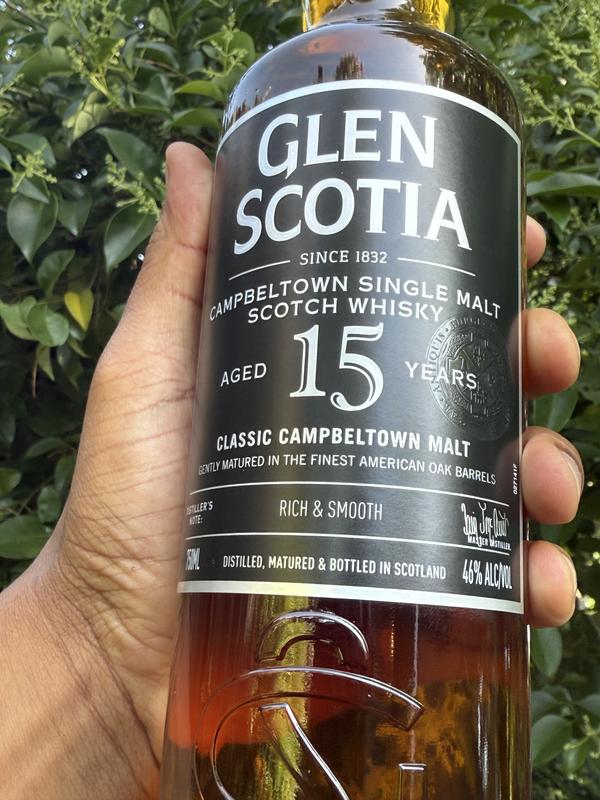 GLEN
SCOTIA
SINCE 1832
CAMPBELTOWN SINGLE MALT
SCOTCH WHISKY
AGED 15 YEARS
CLASSIC CAMPBELTOWN MALT
GENTLY MATURED IN THE FINEST AMERICAN OAK BARRELS
DISTILLER'S
NOTE:
RICH & SMOOTH
MASTER DISTILLER.
750ML DISTILLED, MATURED & BOTTLED IN SCOTLAND 46% ALC/VOL